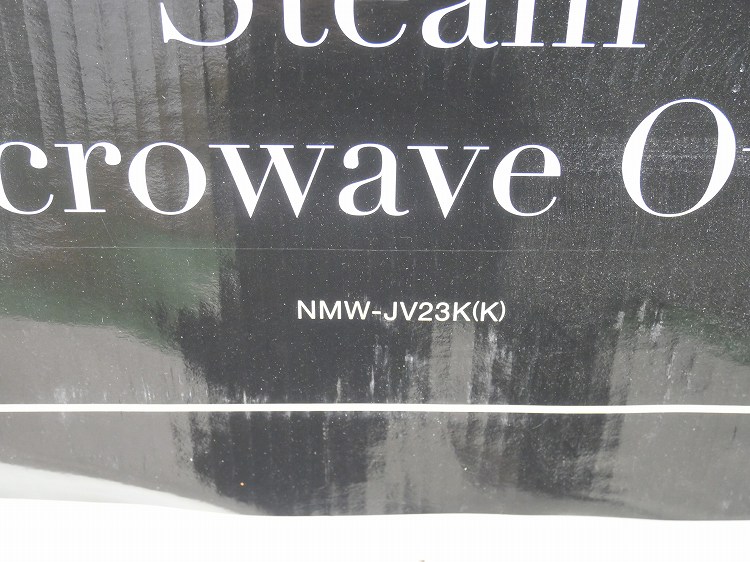 Steam
crowave O
NMW-JV23K(K)